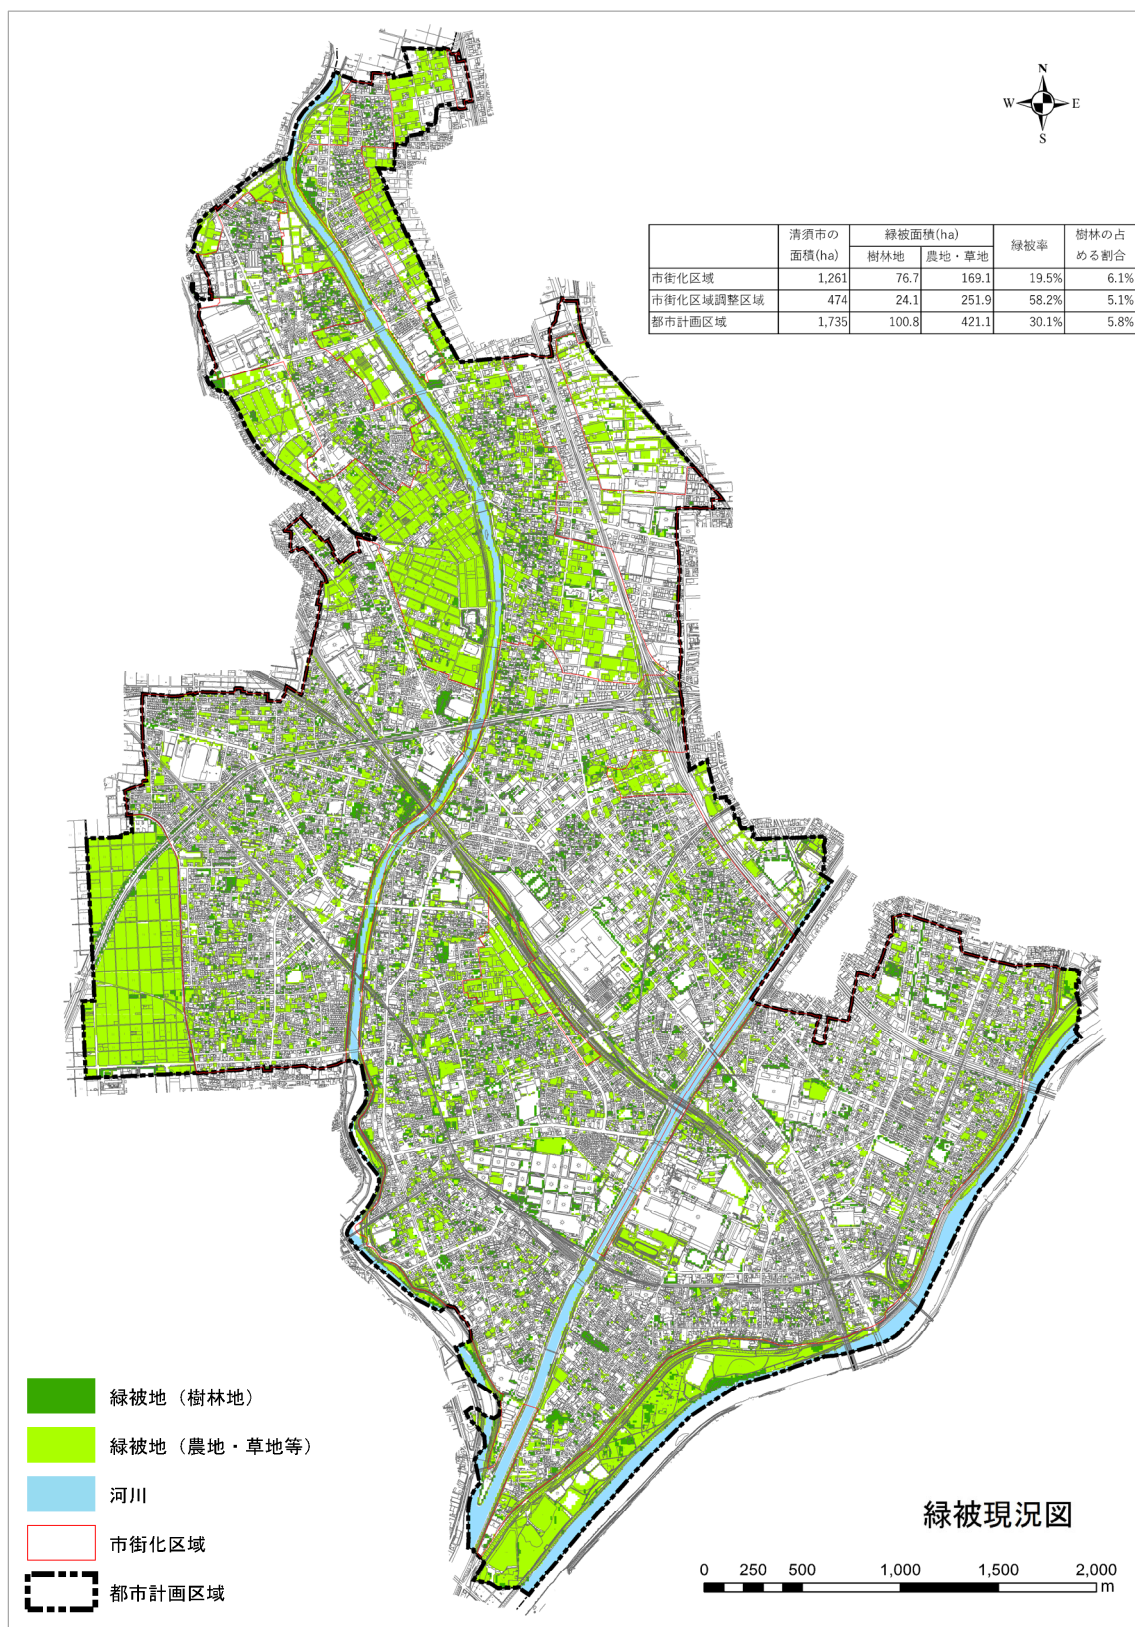 N
W E
S
清須市の 緑被面積(ha) 緑被率 樹林の占
面積(ha) 樹林地 農地・草地 める割合
市街化区域 1,261 76.7 169.1 19.5% 6.1%
市街化区域調整区域 474 24.1 251.9 58.2% 5.1%
都市計画区域 1,735 100.8 421.1 30.1% 5.8%
緑被地（樹林地）
緑被地（農地・草地等）
河川
市街化区域
都市計画区域
緑被現況図
0 250 500 1,000 1,500 2,000
m